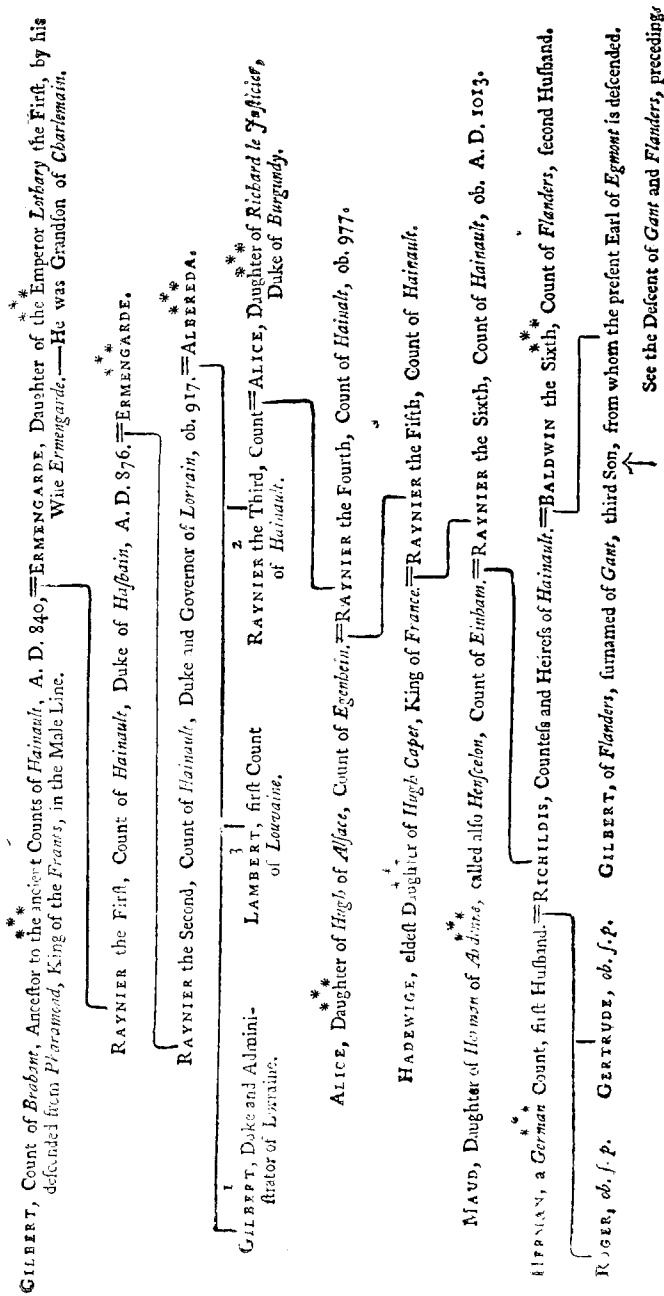 GILBERT, Count of Brabant, Ancestor to the ancient Counts of Hainault, A. D. 840,=ERMENGARDE, Daughter of the Emperor Lothary the First, by his
descended from Pharamond, King of the Franks, in the Male Line.
Wife Ermengarde.—He was Grandson of Charlemain.
RAYNIER the First, Count of Hainault, Duke of Hasbain, A. D. 876.=ERMENGARDE.
RAYNIER the Second, Count of Hainault, Duke and Governor of Lorrain, ob. 917.=ALBEREDA.
1
3
2
GILBERT, Duke and Admini-
strator of Lorraine.
LAMBERT, first Count
of Louvaine.
RAYNIER the Third, Count=ALICE, Daughter of Richard le Justicier,
of Hainault.
Duke of Burgundy.
ALICE, Daughter of Hugh of Alsace, Count of Egenhein.=RAYNIER the Fourth, Count of Hainalt, ob. 977.
HADEWIGE, eldest Daughter of Hugh Capet, King of France.=RAYNIER the Fifth, Count of Hainault.
MAUD, Daughter of Herman of Ardenne, called also Henscelon, Count of Einham.=RAYNIER the Sixth, Count of Hainault, ob. A. D. 1013.
HERMAN, a German Count, first Husband.=RICHILDIS, Countess and Heiress of Hainault.=BALDWIN the Sixth, Count of Flanders, second Husband.
ROGER, ob. s. p.
GERTRUDE, ob. s. p.
GILBERT, of Flanders, surnamed of Gant, third Son, from whom the present Earl of Egmont is descended.
See the Descent of Gant and Flanders, preceding